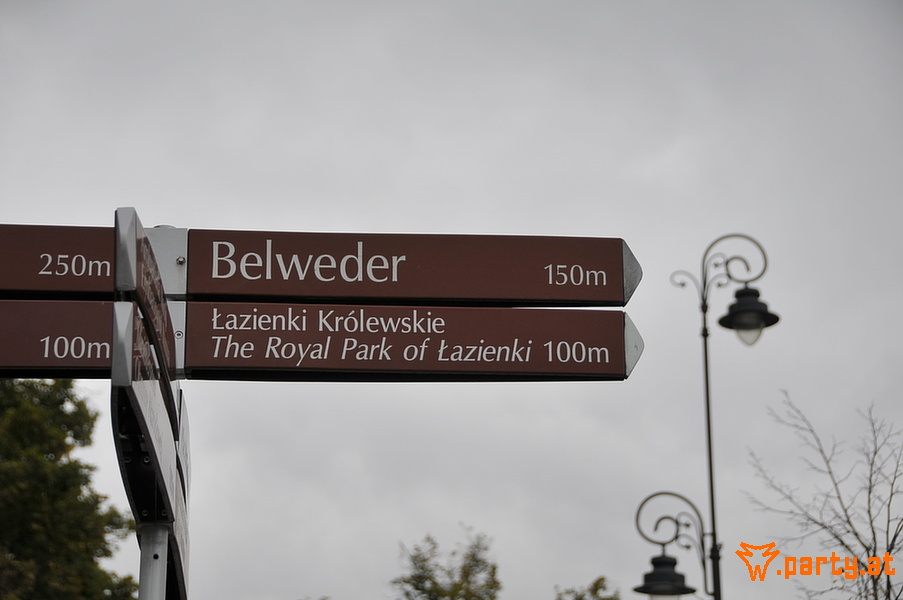 250m
100m
Belweder 150m
Łazienki Królewskie
The Royal Park of Łazienki 100m
.party.at